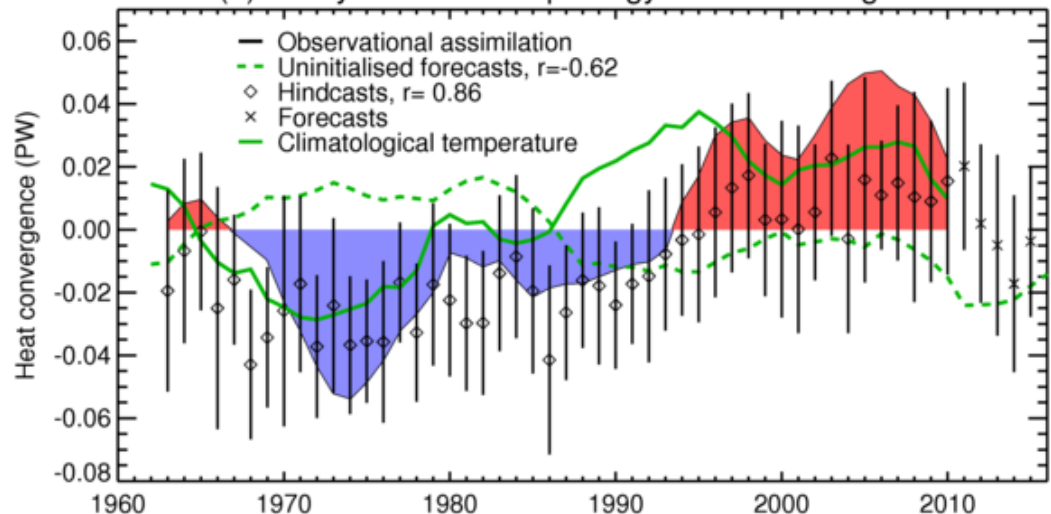 0.06
0.04
0.02
0.00
-0.02
-0.04
-0.06
-0.08
Heat convergence (PW)
Observational assimilation
Uninitialised forecasts, r=-0.62
Hindcasts, r= 0.86
Forecasts
Climatological temperature
1960 1970 1980 1990 2000 2010